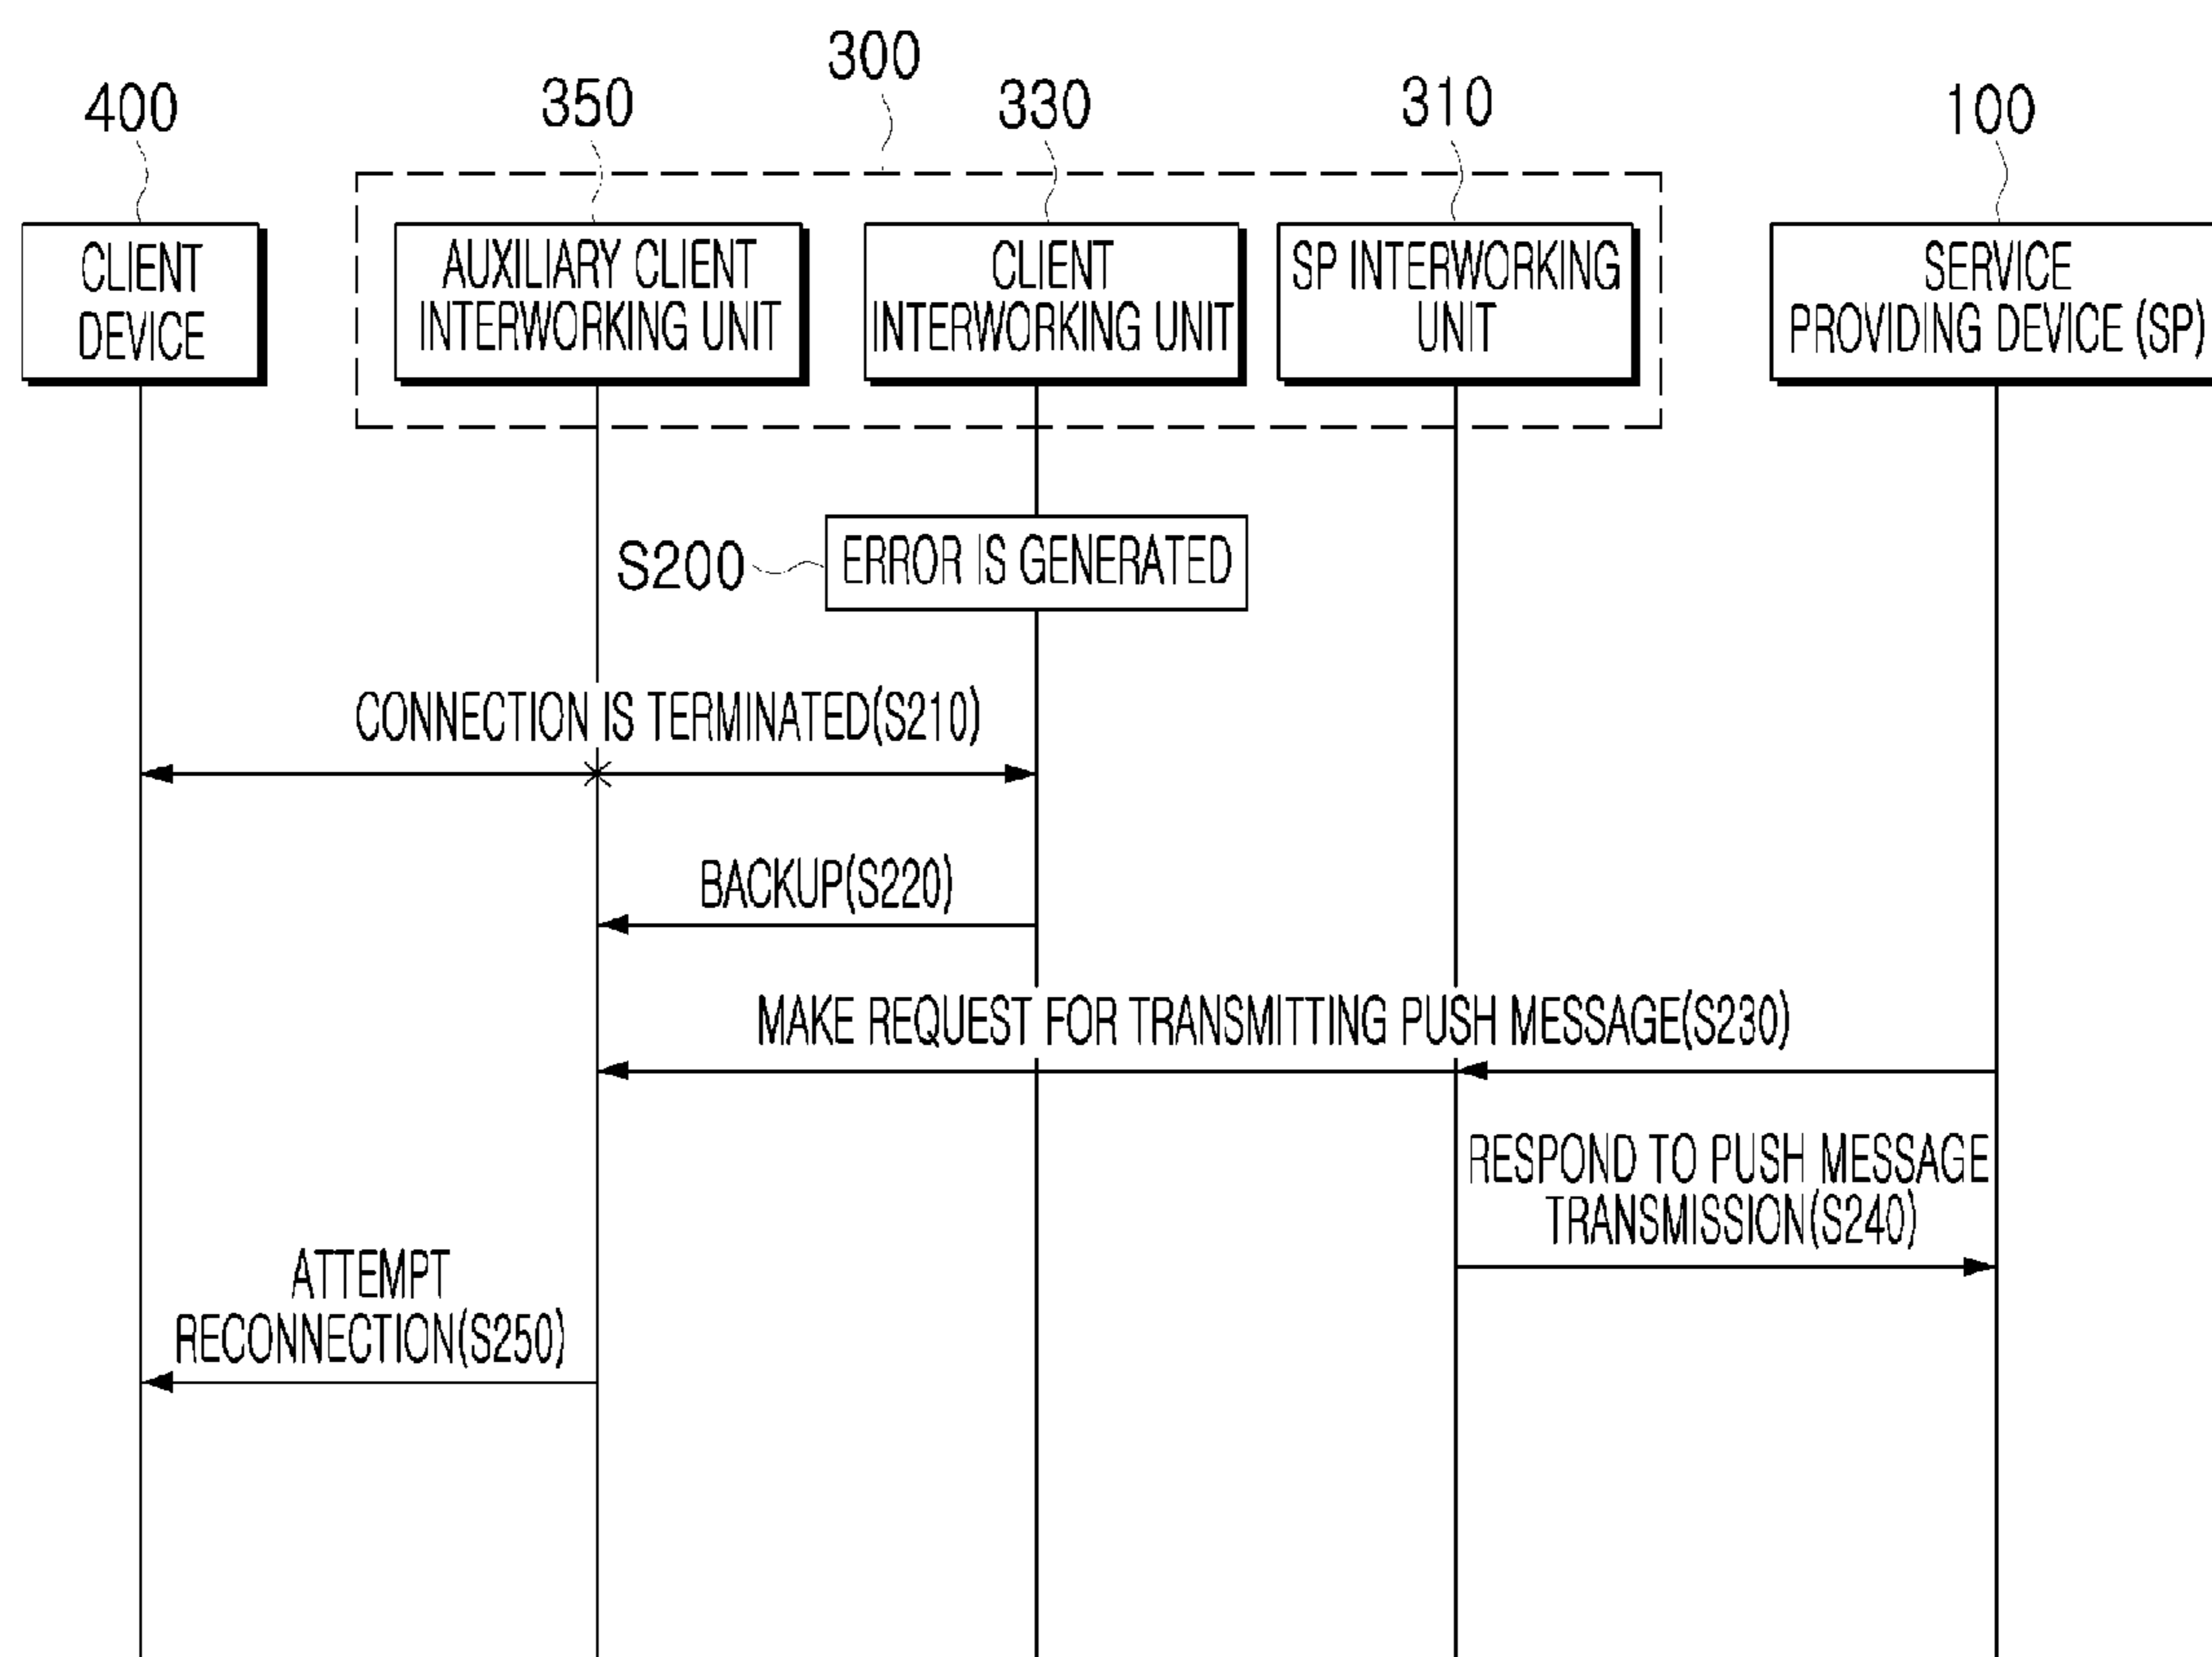 300
400
350
330
310
100
CLIENT
DEVICE
AUXILIARY CLIENT
INTERWORKING UNIT
CLIENT
INTERWORKING UNIT
SP INTERWORKING
UNIT
SERVICE
PROVIDING DEVICE (SP)
S200
ERROR IS GENERATED
CONNECTION IS TERMINATED(S210)
BACKUP(S220)
MAKE REQUEST FOR TRANSMITTING PUSH MESSAGE(S230)
RESPOND TO PUSH MESSAGE
TRANSMISSION(S240)
ATTEMPT
RECONNECTION(S250)